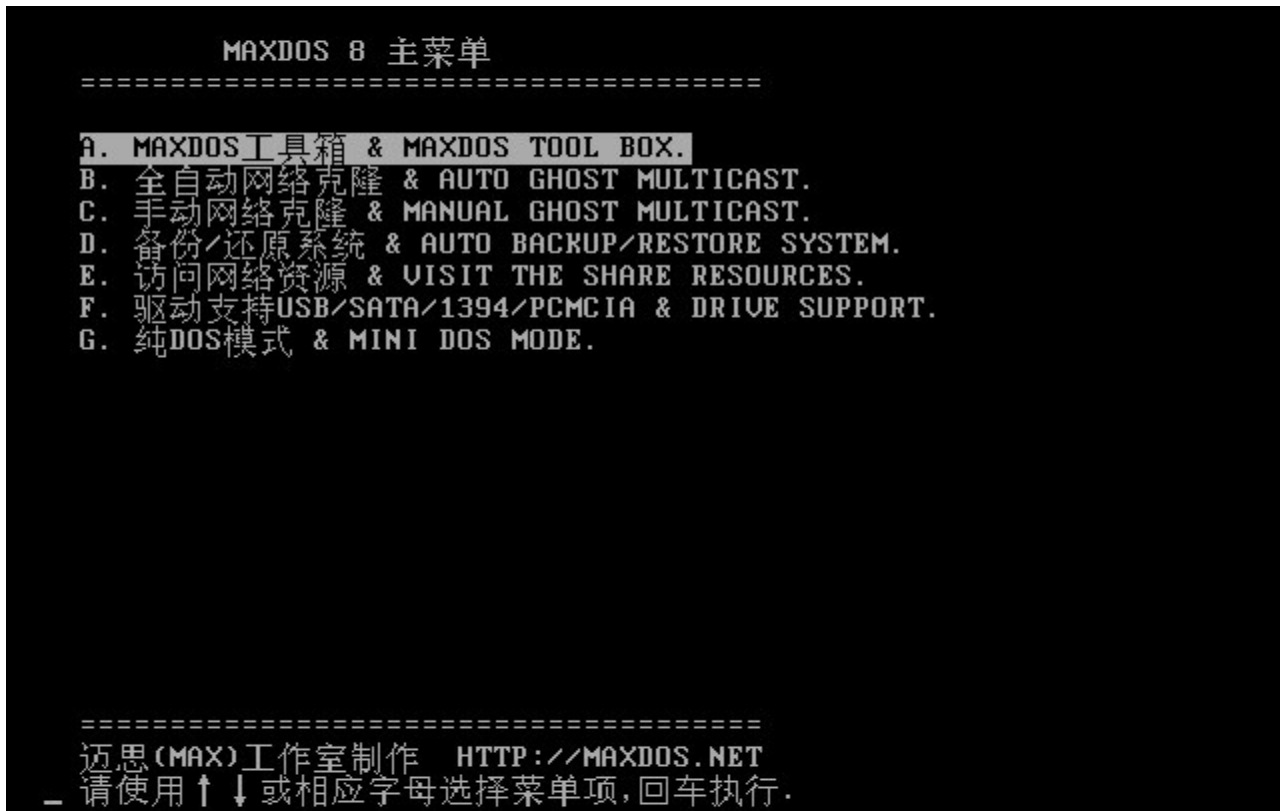 MAXDOS 8 主菜单
======================================
A. MAXDOS工具箱 & MAXDOS TOOL BOX.
B. 全自动网络克隆 & AUTO GHOST MULTICAST.
C. 手动网络克隆 & MANUAL GHOST MULTICAST.
D. 备份/还原系统 & AUTO BACKUP/RESTORE SYSTEM.
E. 访问网络资源 & VISIT THE SHARE RESOURCES.
F. 驱动支持USB/SATA/1394/PCMCIA & DRIVE SUPPORT.
G. 纯DOS模式 & MINI DOS MODE.
======================================
迈思(MAX)工作室制作 HTTP://MAXDOS.NET
_ 请使用↑↓或相应字母选择菜单项,回车执行.